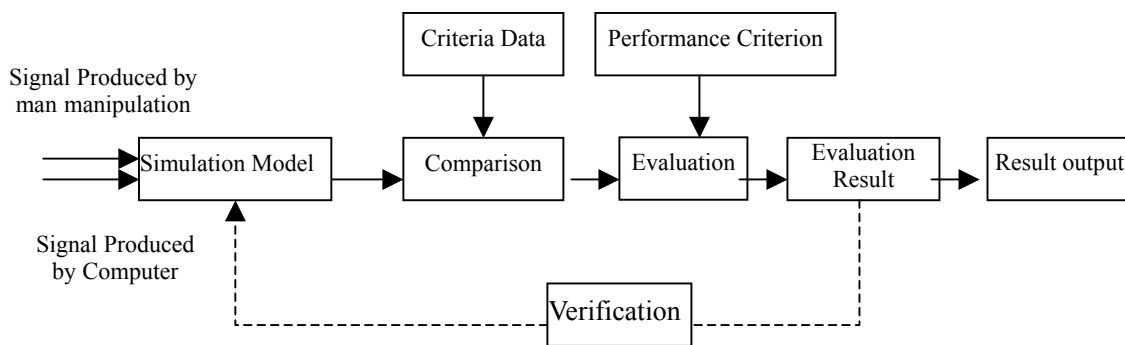 Criteria Data
Performance Criterion
Signal Produced by
man manipulation
Simulation Model
Comparison
Evaluation
Evaluation
Result
Result output
Signal Produced
by Computer
Verification